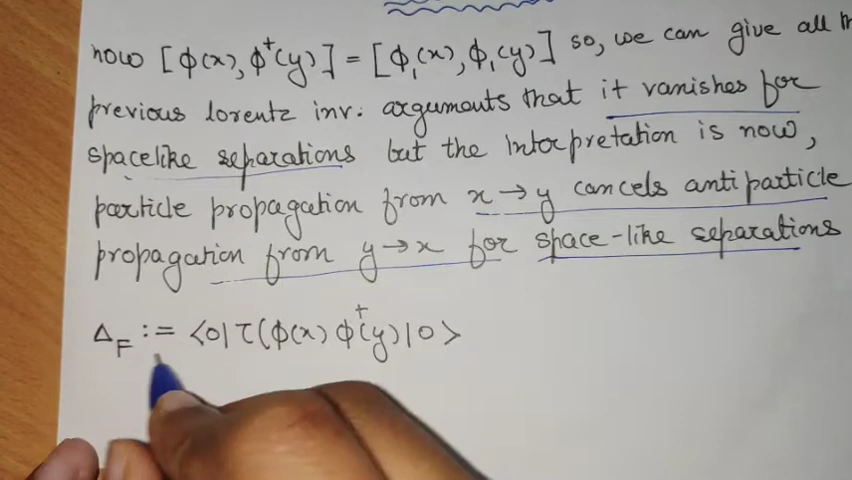 now [ϕ(x), ϕ⁺(y)] = [ϕ₁(x), ϕ₁(y)] so, we can give all
previous lorentz inv. arguments that it vanishes for
spacelike separations but the Interpretation is now,
particle propagation from x → y cancels antiparticle
propagation from y → x for space-like separations
Δ_F := <0|T(ϕ(x) ϕ⁺(y)|0>